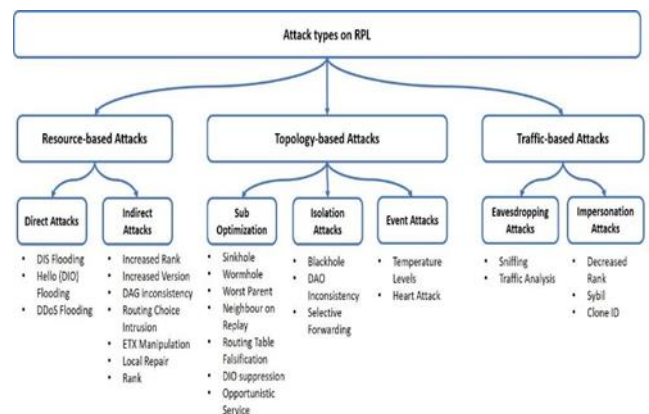 Attack types on RPL
Resource-based Attacks
Topology-based Attacks
Traffic-based Attacks
Direct Attacks
• DIS Flooding
• Hello (DIO)
Flooding
• DDoS Flooding
Indirect
Attacks
• Increased Rank
• Increased Version
• DAG inconsistency
• Routing Choice
Intrusion
• ETX Manipulation
• Local Repair
• Rank
Sub
Optimization
• Sinkhole
• Wormhole
• Worst Parent
• Neighbour on
Replay
• Routing Table
Falsification
• DIO suppression
• Opportunistic
Service
Isolation
Attacks
• Blackhole
• DAO
Inconsistency
• Selective
Forwarding
Event Attacks
• Temperature
Levels
• Heart Attack
Eavesdropping
Attacks
• Sniffing
• Traffic Analysis
Impersonation
Attacks
• Decreased
Rank
• Sybil
• Clone ID